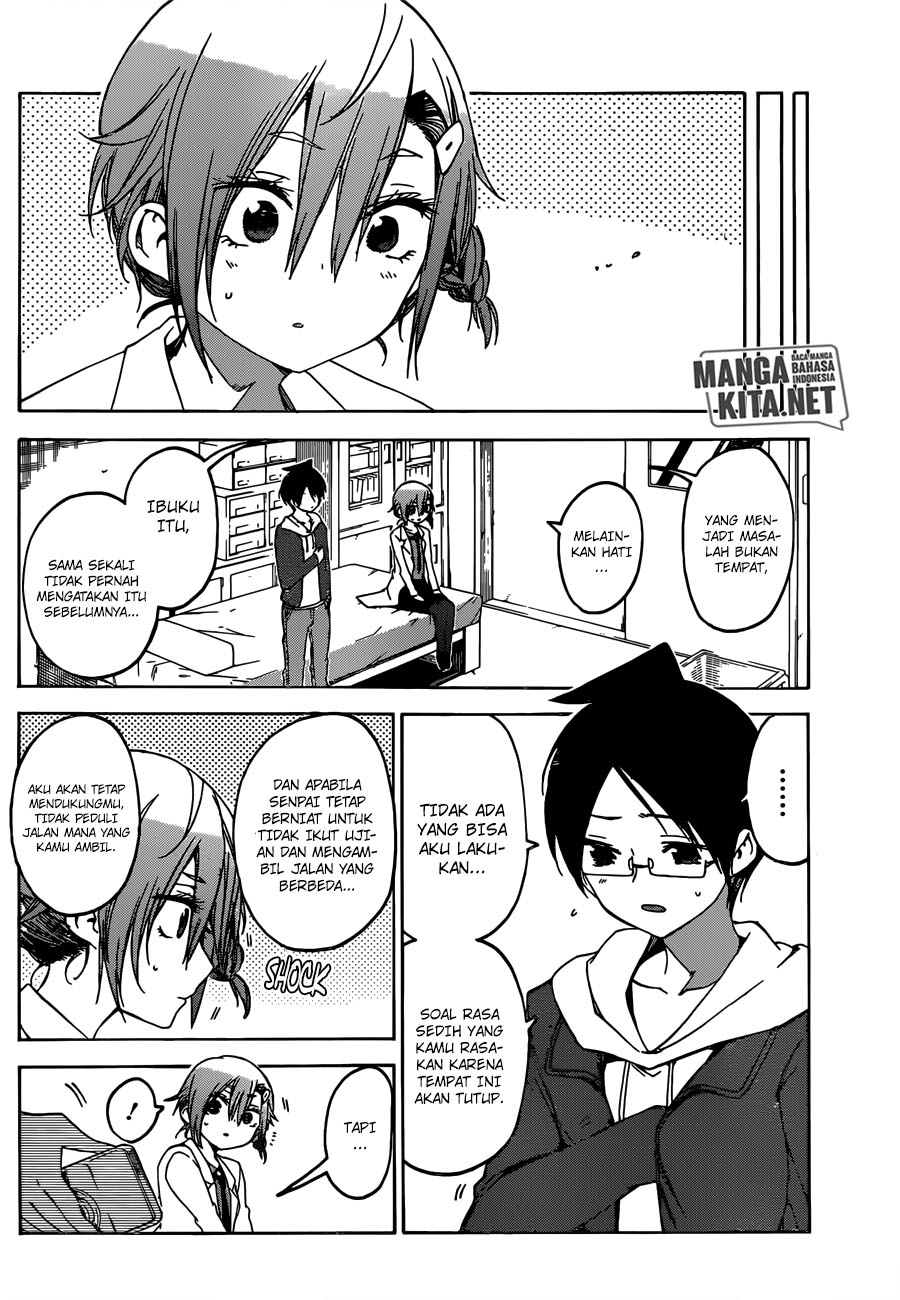 MANGA
KITA.NET
BACA MANGA
BAHASA
INDONESIA
YANG MEN-
JADI MASA-
LAH BUKAN
TEMPAT,
MELAIN-
KAN HATI
...
IBUKU
ITU,
SAMA SEKALI
TIDAK PERNAH
MENGATAKAN ITU
SEBELUMNYA...
........
TIDAK ADA
YANG BISA
AKU LAKU-
KAN...
SOAL RASA
SEDIH YANG
KAMU RASA-
KAN KARENA
TEMPAT INI
AKAN TUTUP.
DAN APABILA
SENPAI TETAP
BERNIAT UNTUK
TIDAK IKUT UJI-
AN DAN MENGAM-
BIL JALAN YANG
BERBEDA...
AKU AKAN TETAP
MENDUKUNGMU,
TIDAK PEDULI
JALAN MANA YANG
KAMU AMBIL.
SHOCK
TAPI
...
!